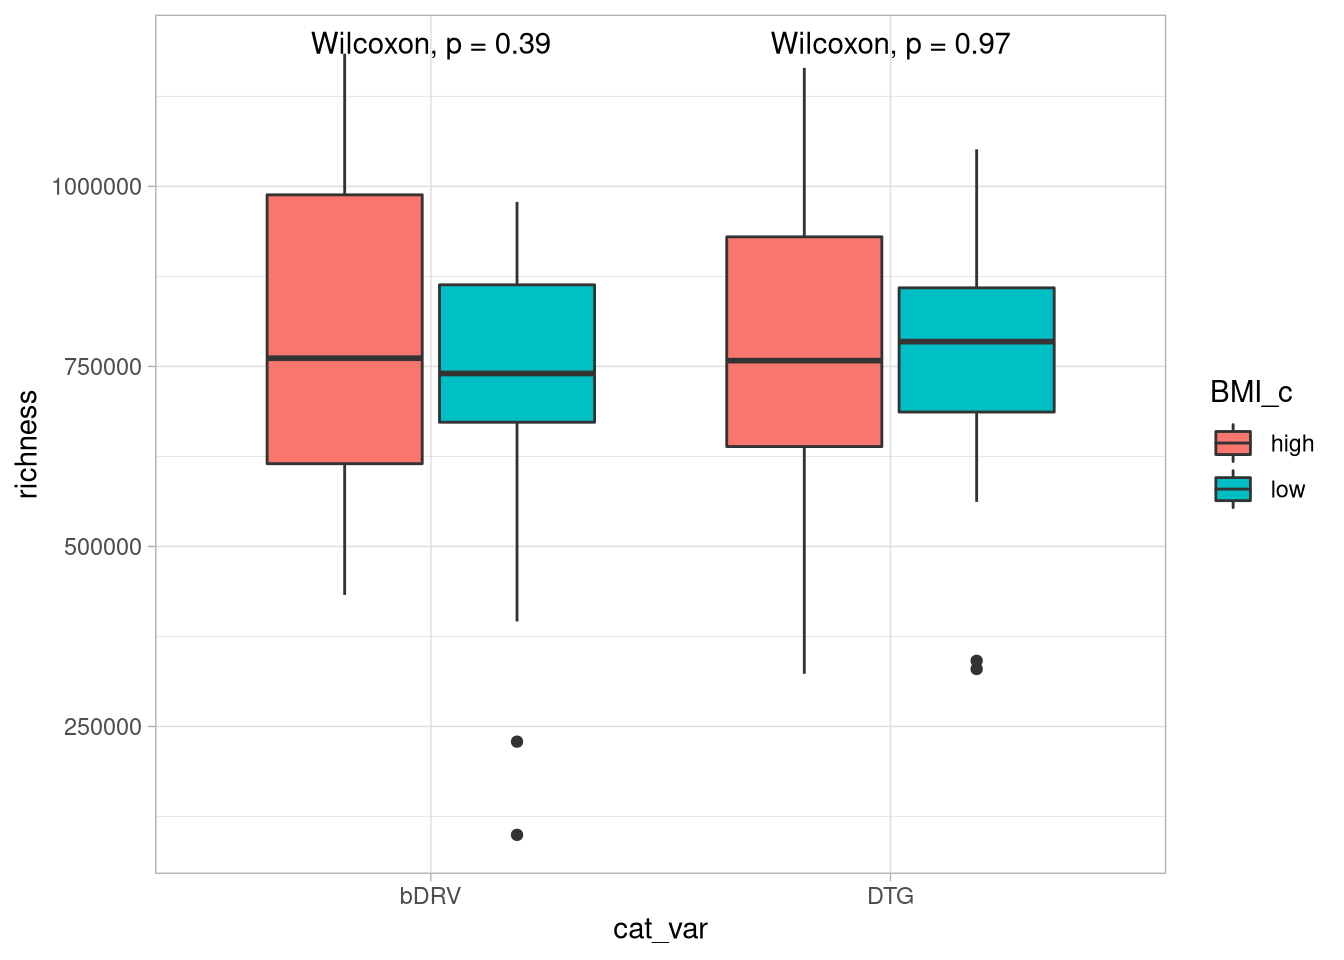 Wilcoxon, p = 0.39
Wilcoxon, p = 0.97
1000000
750000
500000
250000
richness
bDRV
DTG
cat_var
BMI_c
high
low